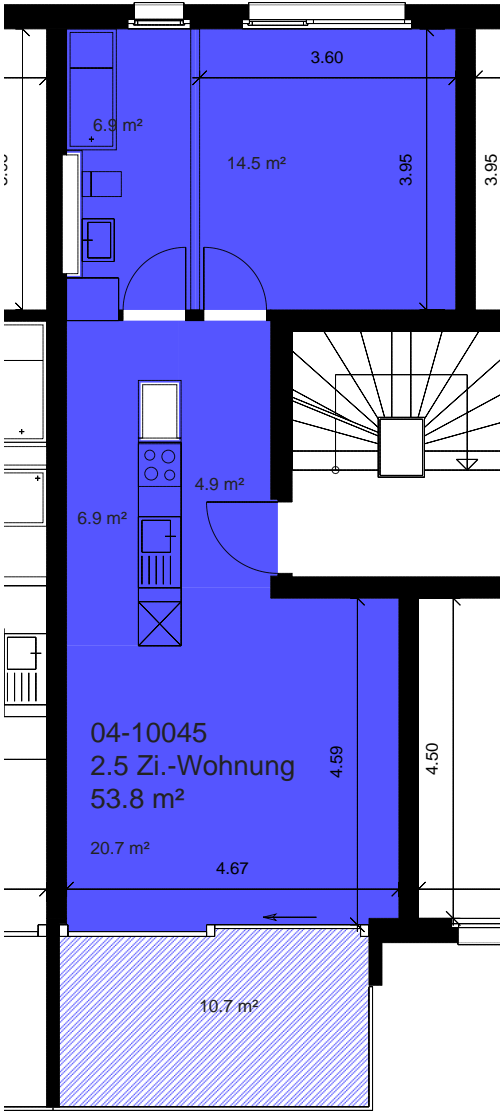 3.60
6.9 m²
14.5 m²
3.95
3.95
4.9 m²
6.9 m²
04-10045
2.5 Zi.-Wohnung
53.8 m²
4.59
4.50
20.7 m²
4.67
10.7 m²